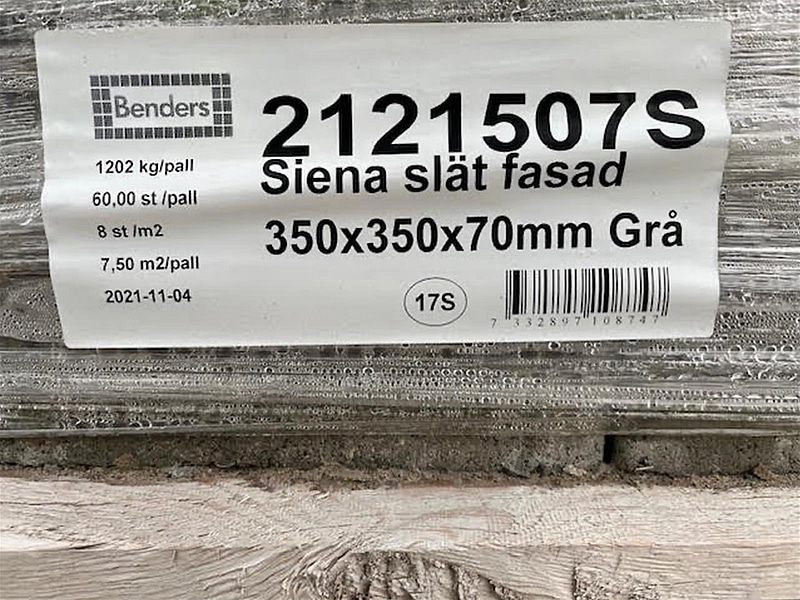 Benders
2121507S
Siena slät fasad
350x350x70mm Grå
1202 kg/pall
60,00 st /pall
8 st /m2
7,50 m2/pall
2021-11-04
17S
7 332897 108747